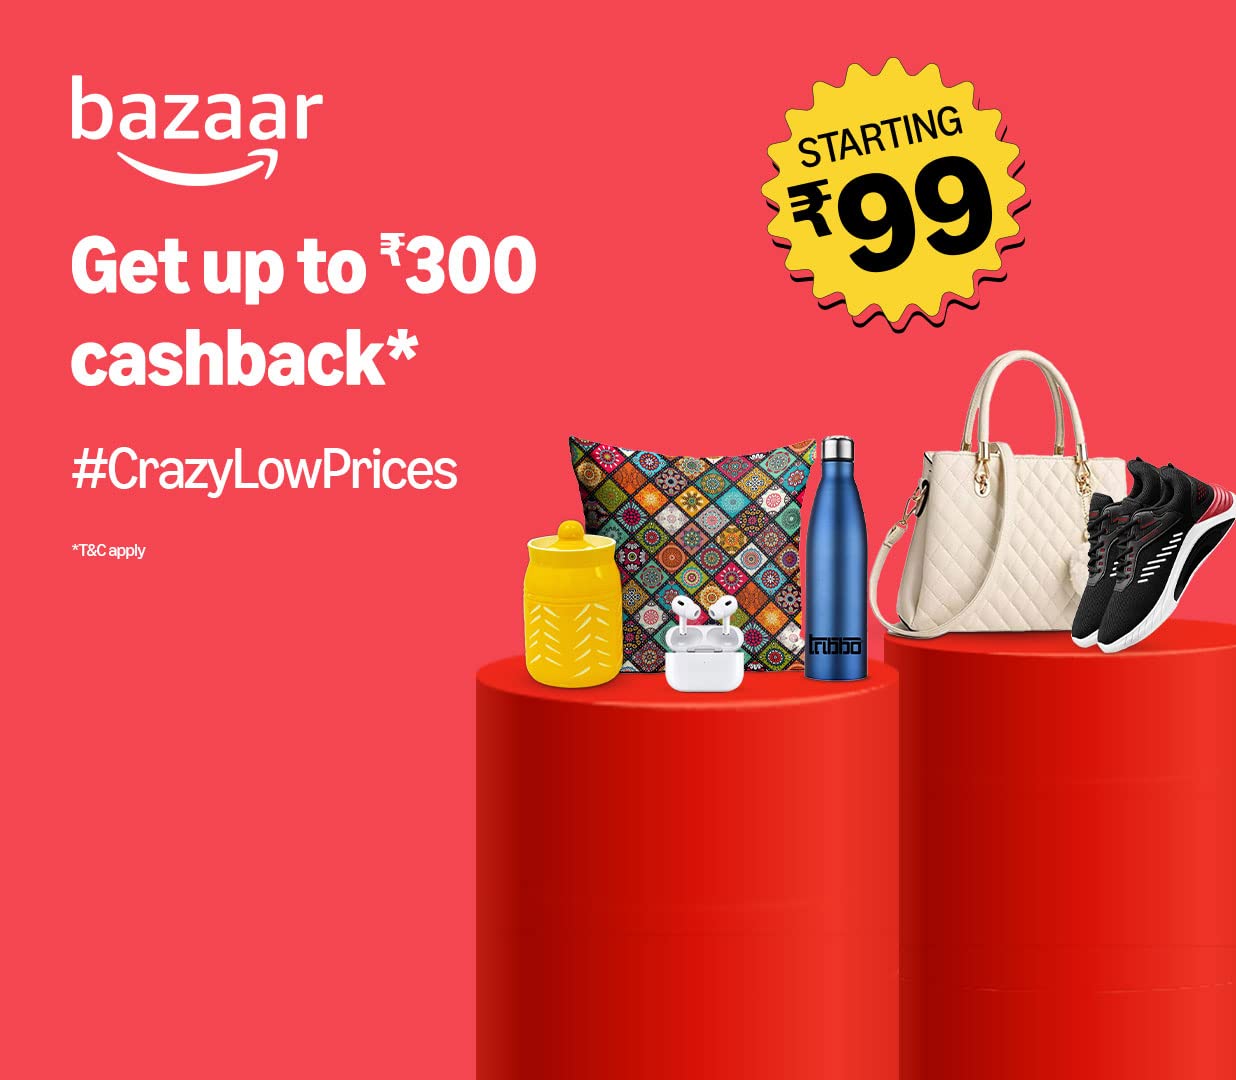 bazaar
Get up to ₹300
cashback*
#CrazyLowPrices
*T&C apply
STARTING
₹99
tribbo